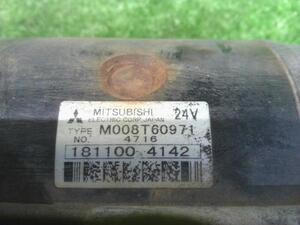 MITSUBISHI 24V
ELECTRIC CORP. JAPAN
TYPE M008T60971
NO. 4716
181100-4142